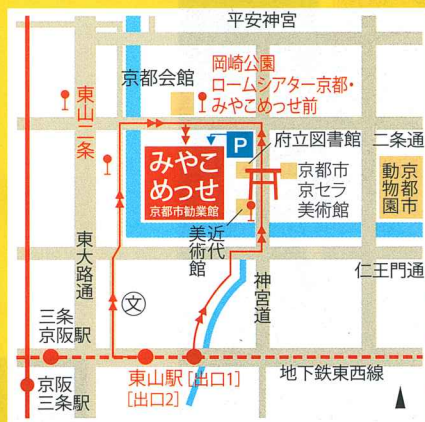 平安神宮
岡崎公園
ロームシアター京都・
みやこめっせ前
京都会館
東山二条
P
府立図書館
二条通
みやこ
めっせ
京都市勧業館
京都市
京セラ
美術館
京都市
動物園
近代
美術館
東大路通
神宮道
仁王門通
文
三条
京阪駅
東山駅[出口1]
[出口2]
地下鉄東西線
京阪
三条駅